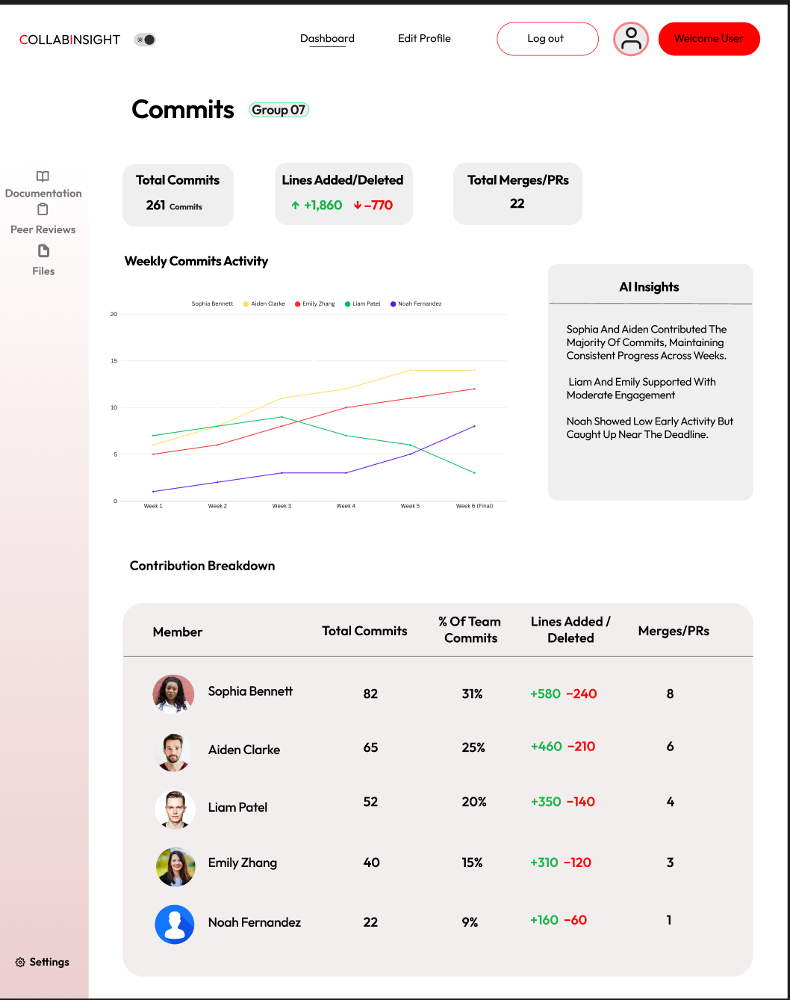 COLLABINSIGHT
Dashboard
Edit Profile
Log out
Welcome User
Commits
Group 07
Documentation
Peer Reviews
Files
Settings
Total Commits
261 Commits
Lines Added/Deleted
↑ +1,860 ↓ –770
Total Merges/PRs
22
Weekly Commits Activity
Sophia Bennett Aiden Clarke Emily Zhang Liam Patel Noah Fernandez
20
15
10
5
0
Week 1 Week 2 Week 3 Week 4 Week 5 Week 6 (Final)
AI Insights
Sophia And Aiden Contributed The
Majority Of Commits, Maintaining
Consistent Progress Across Weeks.
Liam And Emily Supported With
Moderate Engagement
Noah Showed Low Early Activity But
Caught Up Near The Deadline.
Contribution Breakdown
Member
Total Commits
% Of Team
Commits
Lines Added /
Deleted
Merges/PRs
Sophia Bennett 82 31% +580 –240 8
Aiden Clarke 65 25% +460 –210 6
Liam Patel 52 20% +350 –140 4
Emily Zhang 40 15% +310 –120 3
Noah Fernandez 22 9% +160 –60 1